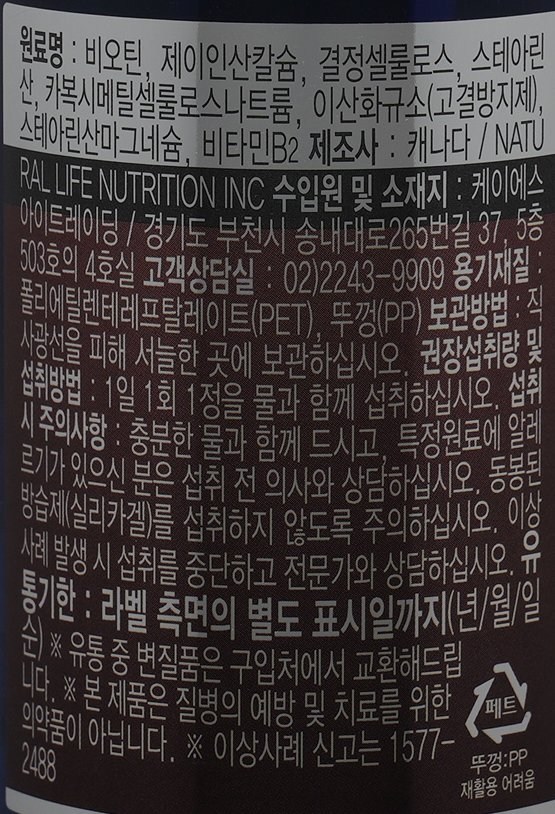 원료명 : 비오틴, 제이인산칼슘, 결정셀룰로스, 스테아린
산, 카복시메틸셀룰로스나트륨, 이산화규소(고결방지제),
스테아린산마그네슘, 비타민B2 제조사 : 캐나다 / NATU
RAL LIFE NUTRITION INC 수입원 및 소재지 : 케이에스
아이트레이딩 / 경기도 부천시 송내대로265번길 37, 5층
503호의 4호실 고객상담실 : 02)2243-9909 용기재질 :
폴리에틸렌테레프탈레이트(PET), 뚜껑(PP) 보관방법 : 직
사광선을 피해 서늘한 곳에 보관하십시오. 권장섭취량 및
섭취방법 : 1일 1회 1정을 물과 함께 섭취하십시오. 섭취
시 주의사항 : 충분한 물과 함께 드시고, 특정원료에 알레
르기가 있으신 분은 섭취 전 의사와 상담하십시오. 동봉된
방습제(실리카겔)를 섭취하지 않도록 주의하십시오. 이상
사례 발생 시 섭취를 중단하고 전문가와 상담하십시오. 유
통기한 : 라벨 측면의 별도 표시일까지(년/월/일
순) ※ 유통 중 변질품은 구입처에서 교환해드립
니다. ※ 본 제품은 질병의 예방 및 치료를 위한
의약품이 아닙니다. ※ 이상사례 신고는 1577-
2488
페트
뚜껑:PP
재활용 어려움